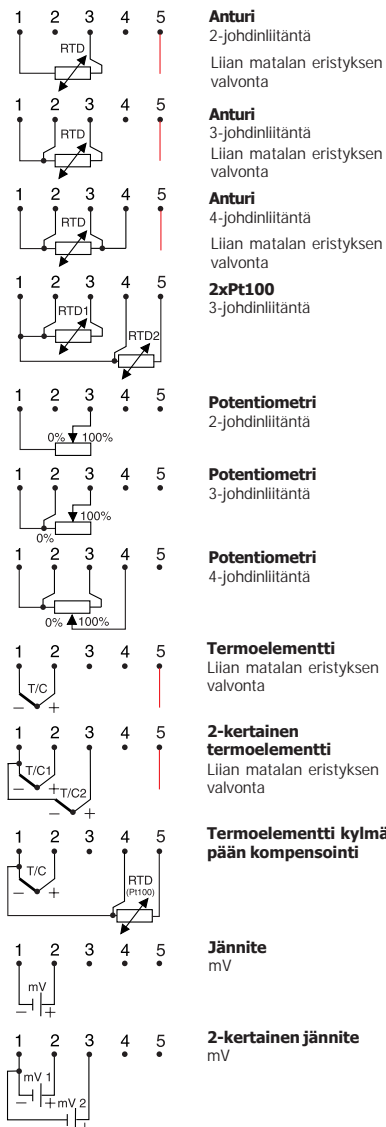 1 2 3 4 5
RTD
Anturi
2-johdinliitäntä
Liian matalan eristyksen
valvonta
1 2 3 4 5
RTD
Anturi
3-johdinliitäntä
Liian matalan eristyksen
valvonta
1 2 3 4 5
RTD
Anturi
4-johdinliitäntä
Liian matalan eristyksen
valvonta
1 2 3 4 5
RTD1
RTD2
2xPt100
3-johdinliitäntä
1 2 3 4 5
0% 100%
Potentiometri
2-johdinliitäntä
1 2 3 4 5
100%
0%
Potentiometri
3-johdinliitäntä
1 2 3 4 5
0% 100%
Potentiometri
4-johdinliitäntä
1 2 3 4 5
T/C
– +
Termoelementti
Liian matalan eristyksen
valvonta
1 2 3 4 5
T/C1
– +
T/C2
– +
2-kertainen
termoelementti
Liian matalan eristyksen
valvonta
1 2 3 4 5
T/C
– +
RTD
(Pt100)
Termoelementti kylmä
pään kompensointi
1 2 3 4 5
mV
– +
Jännite
mV
1 2 3 4 5
mV 1
– +
mV 2
– +
2-kertainen jännite
mV